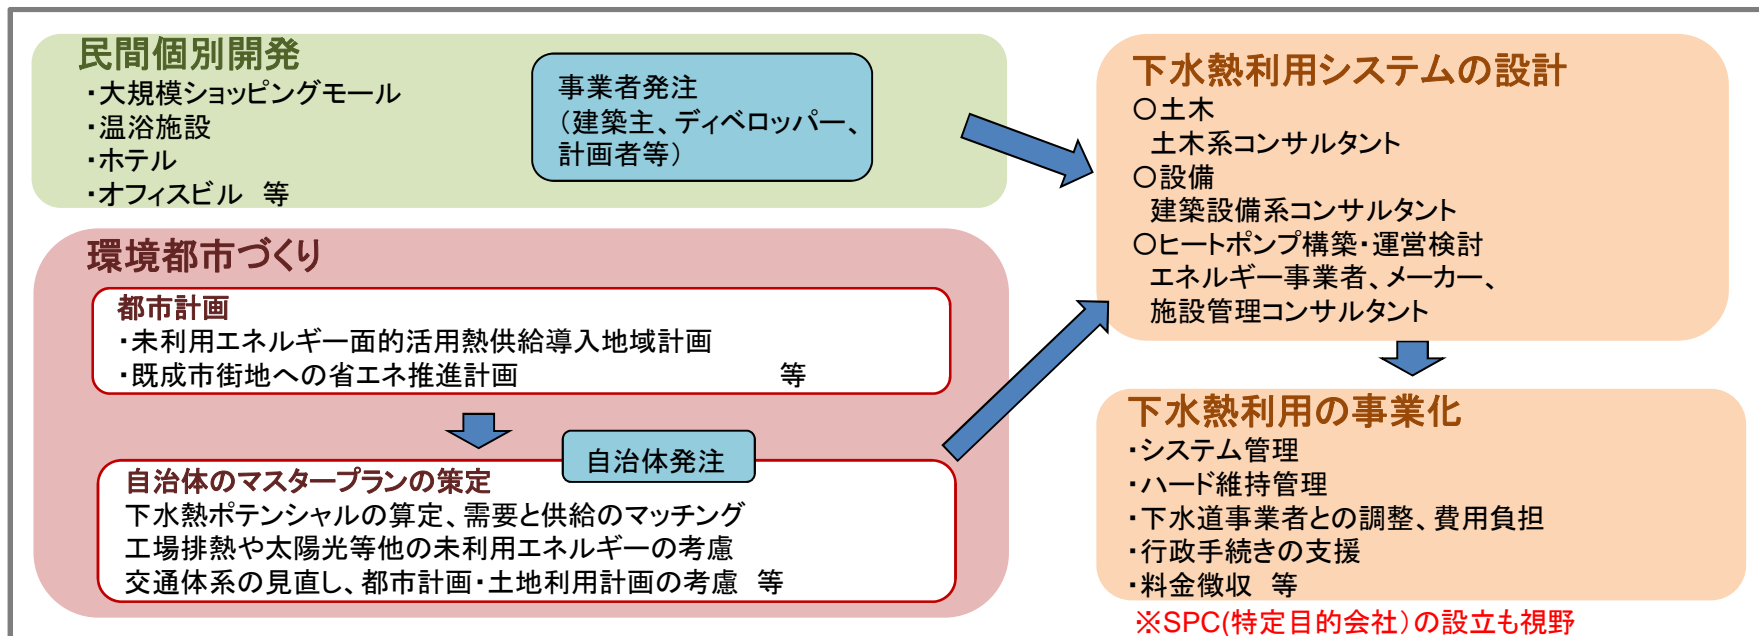 民間個別開発
・大規模ショッピングモール
・温浴施設
・ホテル
・オフィスビル　等
事業者発注
（建築主、ディベロッパー、
計画者等）
環境都市づくり
都市計画
・未利用エネルギー面的活用熱供給導入地域計画
・既成市街地への省エネ推進計画　　　　　　　　　　等
自治体発注
自治体のマスタープランの策定
下水熱ポテンシャルの算定、需要と供給のマッチング
工場排熱や太陽光等他の未利用エネルギーの考慮
交通体系の見直し、都市計画・土地利用計画の考慮　等
下水熱利用システムの設計
〇土木
土木系コンサルタント
〇設備
建築設備系コンサルタント
〇ヒートポンプ構築・運営検討
エネルギー事業者、メーカー、
施設管理コンサルタント
下水熱利用の事業化
・システム管理
・ハード維持管理
・下水道事業者との調整、費用負担
・行政手続きの支援
・料金徴収　等
※SPC(特定目的会社）の設立も視野